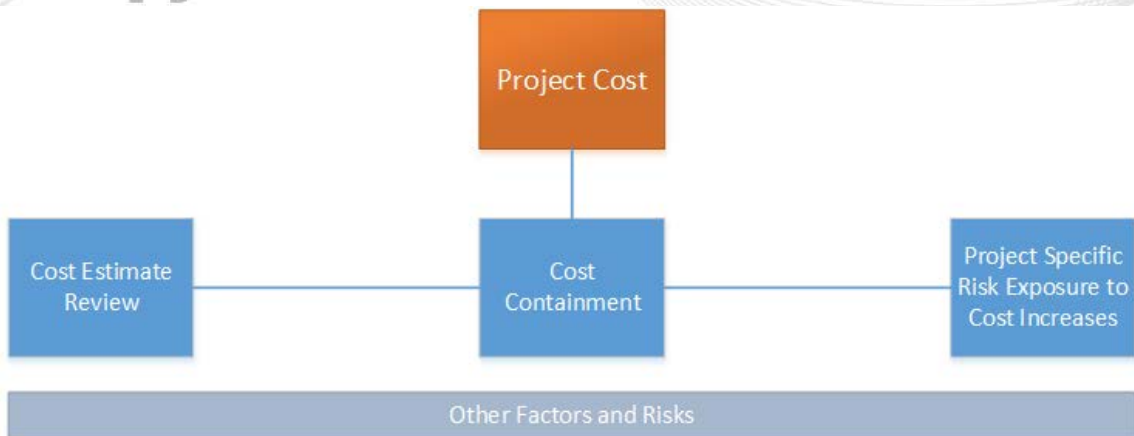 Project Cost
Cost Estimate
Review
Cost
Containment
Project Specific
Risk Exposure to
Cost Increases
Other Factors and Risks